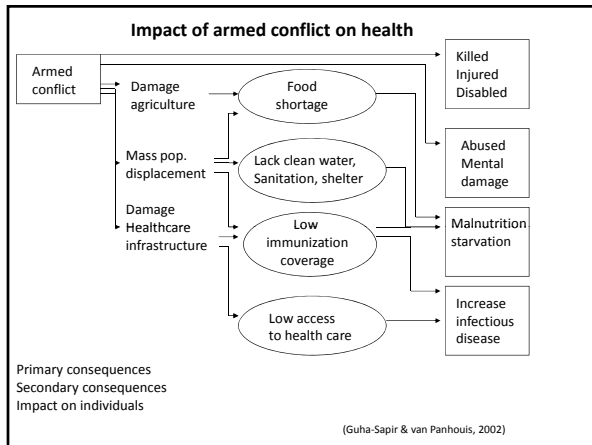 Impact of armed conflict on health
Armed
conflict
Damage
agriculture
Mass pop.
displacement
Damage
Healthcare
infrastructure
Food
shortage
Lack clean water,
Sanitation, shelter
Low
immunization
coverage
Low access
to health care
Killed
Injured
Disabled
Abused
Mental
damage
Malnutrition
starvation
Increase
infectious
disease
Primary consequences
Secondary consequences
Impact on individuals
(Guha-Sapir & van Panhouis, 2002)